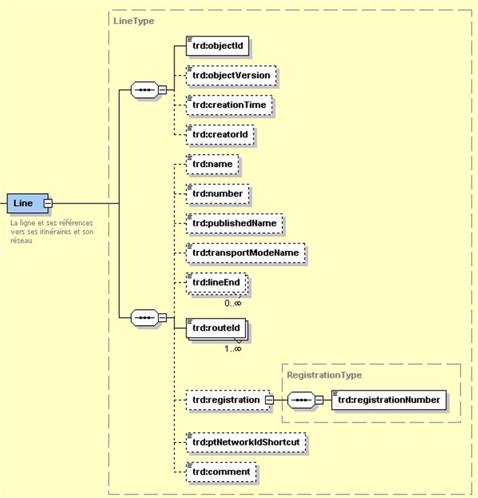 LineType
trd:objectId
trd:objectVersion
trd:creationTime
trd:creatorId
trd:name
Line
trd:number
La ligne et ses références
vers ses itinéraires et son
réseau
trd:publishedName
trd:transportModeName
trd:lineEnd
0..∞
trd:routeId
1..∞
RegistrationType
trd:registration
trd:registrationNumber
trd:ptNetworkIdShortcut
trd:comment